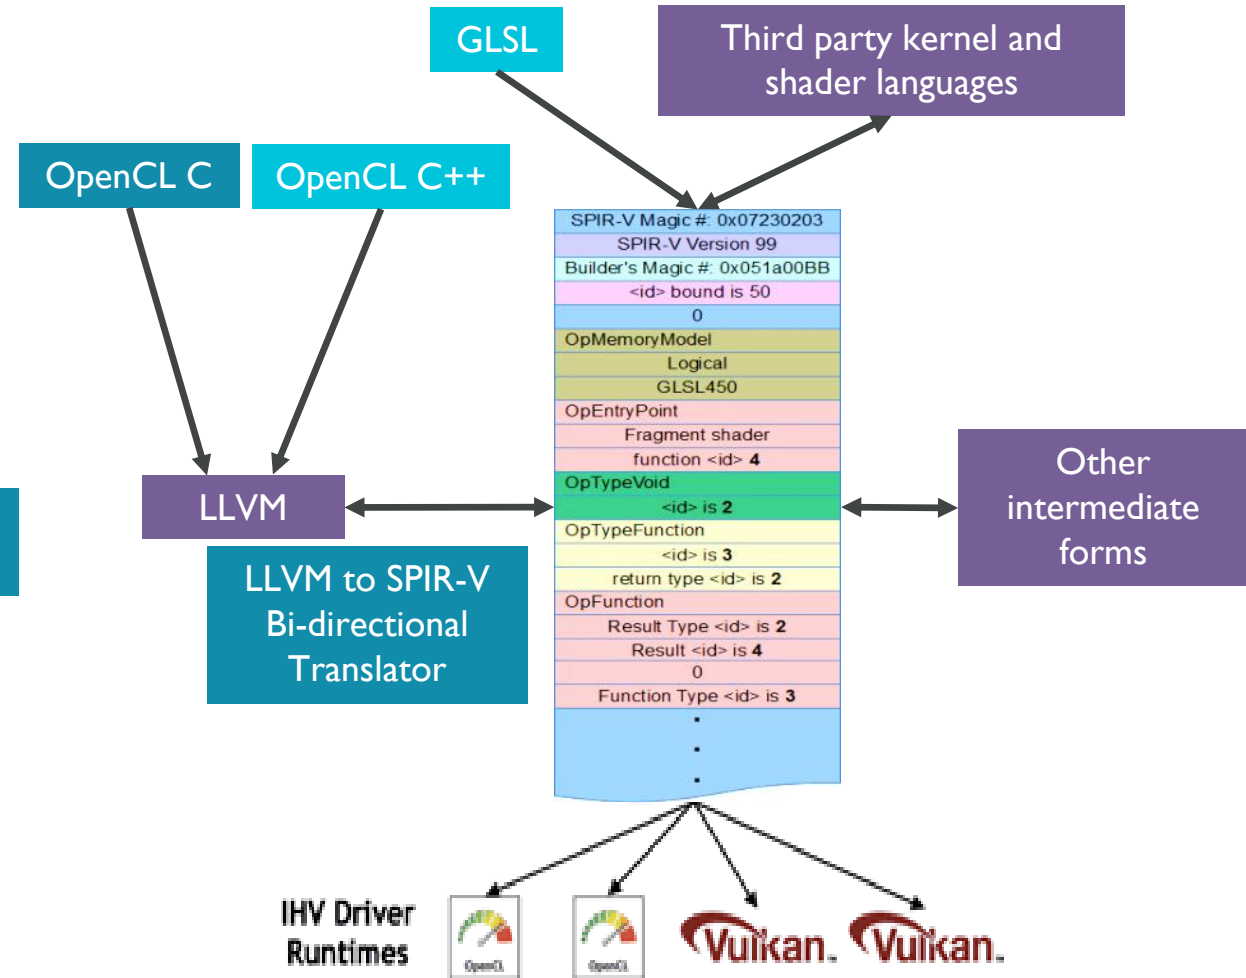 GLSL
Third party kernel and
shader languages
OpenCL C
OpenCL C++
SPIR-V Magic #: 0x07230203
SPIR-V Version 99
Builder's Magic #: 0x051a00BB
<id> bound is 50
0
OpMemoryModel
Logical
GLSL450
OpEntryPoint
Fragment shader
function <id> 4
OpTypeVoid
<id> is 2
OpTypeFunction
<id> is 3
return type <id> is 2
OpFunction
Result Type <id> is 2
Result <id> is 4
0
Function Type <id> is 3
LLVM
LLVM to SPIR-V
Bi-directional
Translator
Other
intermediate
forms
IHV Driver
Runtimes
OpenCL
OpenCL
Vulkan.
Vulkan.